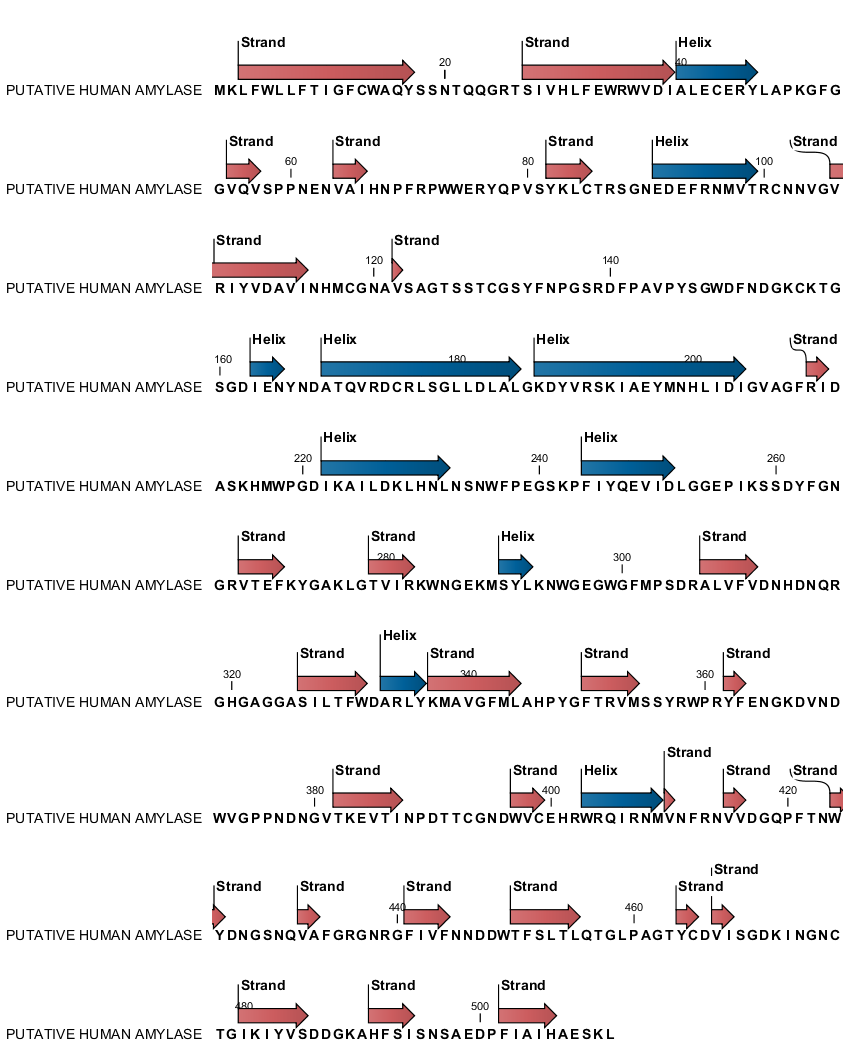 Strand Strand Helix
20 40
PUTATIVE HUMAN AMYLASE MKLFWLLFTIGFCWAQYSSNTQQGRTSIVHLFEWRWVDIALECERYLAPKGFG
Strand Strand Strand Helix Strand
60 80 100
PUTATIVE HUMAN AMYLASE GVQVSPPNENVAIHNPFRPWWERYQPVSYKLCTRSGNEDEFRNMVTRCNNVGV
Strand Strand
120 140
PUTATIVE HUMAN AMYLASE RIYVDAVINHMCGNAVSAGTSSTCGSYFNPGSRDFPAVPYSGWDFNDGKCKTG
Helix Helix Helix Strand
160 180 200
PUTATIVE HUMAN AMYLASE SGDIENYNDATQVRDCRLSGLLDLALGKDYVRSKIAEYMNHLIDIGVAGFRID
Helix Helix
220 240 260
PUTATIVE HUMAN AMYLASE ASKHMWPGDIKAILDKLHNLNSNWFPEGSKPFIYQEVIDLGGEPIKSSDYFGN
Strand Strand Helix Strand
280 300
PUTATIVE HUMAN AMYLASE GRVTEFKYGAKLGTVIRKWNGEKMSYLKNWGEGWGFMPSDRALVFVDNHDNQR
Helix
Strand Strand Strand Strand
320 340 360
PUTATIVE HUMAN AMYLASE GHGAGGASILTFWDARLYKMAVGFMLAHPYGFTRVMSSYRWPRYFENGKDVND
Strand
Strand Strand Helix Strand Strand
380 400 420
PUTATIVE HUMAN AMYLASE WVGPPNDNGVTKEVTINPDTTCGNDWVCEHRWRQIRNMVNFRNVVDGQPFTNW
Strand
Strand Strand Strand Strand Strand
440 460
PUTATIVE HUMAN AMYLASE YDNGSNQVAFGRGNRGFIVFNNDDWTFSLTLQTGLPAGTYCDVISGDKINGNC
Strand Strand Strand
480 500
PUTATIVE HUMAN AMYLASE TGIKIYVSDDGKAHFSISNSAEDPFIAIHAESKL